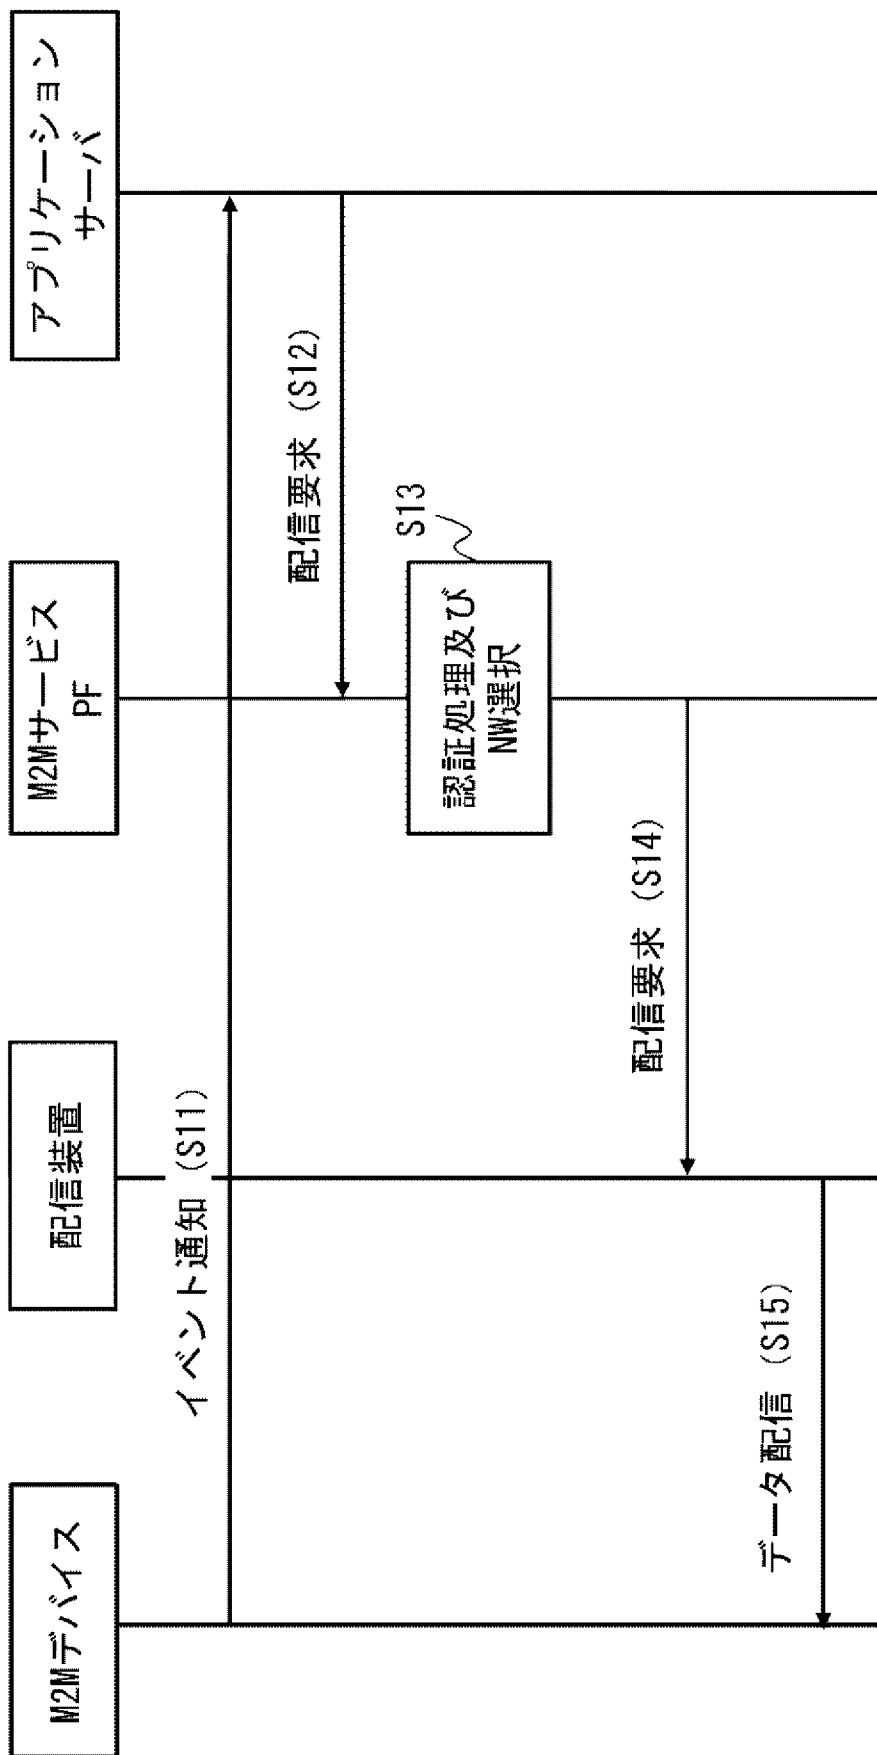 M2Mデバイス
配信装置
M2Mサービス
PF
アプリケーション
サーバ
イベント通知(S11)
配信要求(S12)
S13
認証処理及び
NW選択
配信要求(S14)
データ配信(S15)